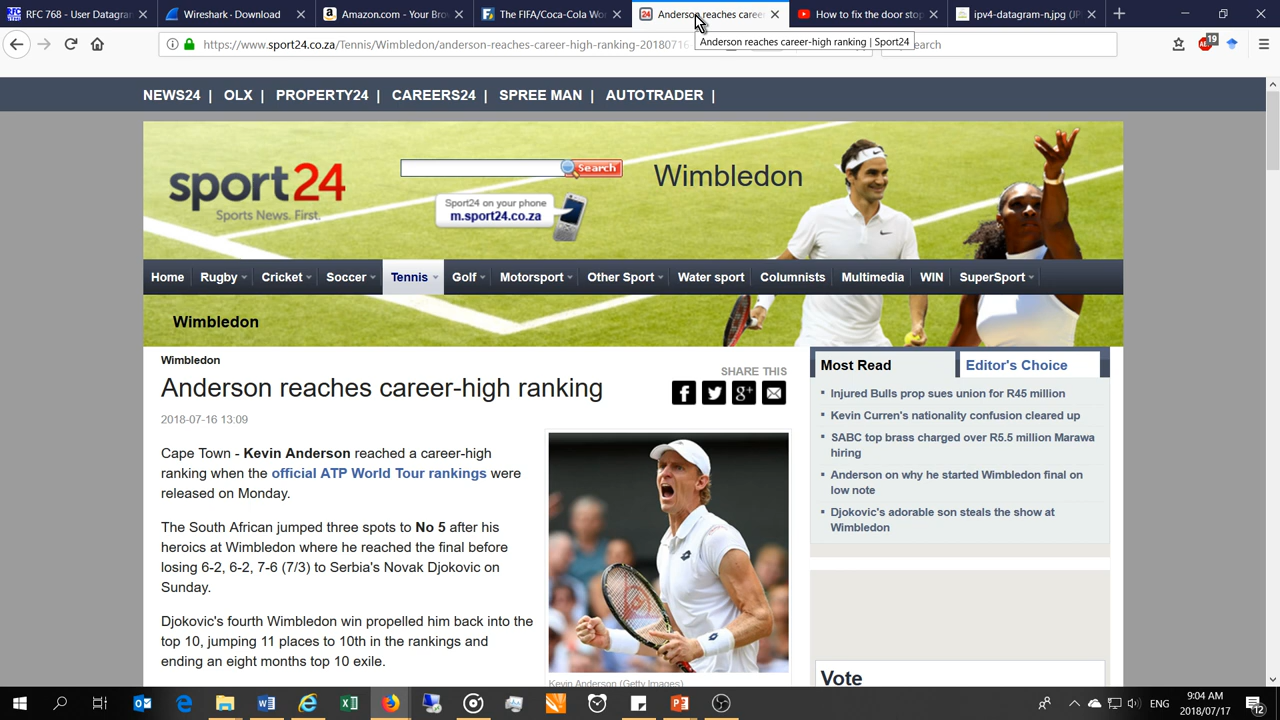 RFC 768 - User Datagram
Wireshark · Download
Amazon.com - Your Brow
The FIFA/Coca-Cola Wo
Anderson reaches caree
How to fix the door stop
ipv4-datagram-n.jpg (JP
https://www.sport24.co.za/Tennis/Wimbledon/anderson-reaches-career-high-ranking-20180716
Anderson reaches career-high ranking | Sport24
earch
19
NEWS24 | OLX | PROPERTY24 | CAREERS24 | SPREE MAN | AUTOTRADER |
sport24
Sports News. First.
Search
Sport24 on your phone
m.sport24.co.za
Wimbledon
Home Rugby Cricket Soccer Tennis Golf Motorsport Other Sport Water sport Columnists Multimedia WIN SuperSport
Wimbledon
Wimbledon
Anderson reaches career-high ranking
2018-07-16 13:09
SHARE THIS
Cape Town - Kevin Anderson reached a career-high
ranking when the official ATP World Tour rankings were
released on Monday.
The South African jumped three spots to No 5 after his
heroics at Wimbledon where he reached the final before
losing 6-2, 6-2, 7-6 (7/3) to Serbia's Novak Djokovic on
Sunday.
Djokovic's fourth Wimbledon win propelled him back into the
top 10, jumping 11 places to 10th in the rankings and
ending an eight months top 10 exile.
Kevin Anderson (Getty Images)
Most Read
Editor's Choice
Injured Bulls prop sues union for R45 million
Kevin Curren's nationality confusion cleared up
SABC top brass charged over R5.5 million Marawa
hiring
Anderson on why he started Wimbledon final on
low note
Djokovic's adorable son steals the show at
Wimbledon
Vote
ENG
9:04 AM
2018/07/17
12